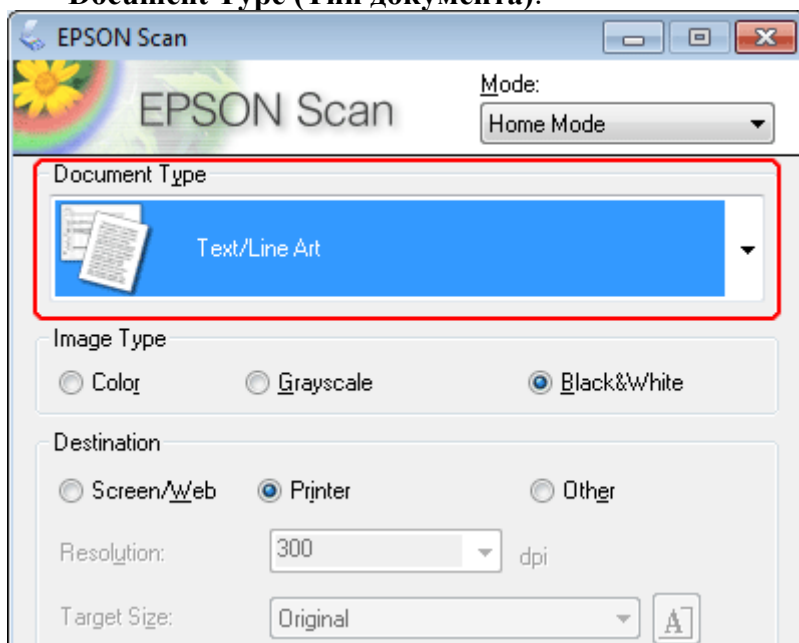 Document Type (Тип документа).
EPSON Scan
EPSON Scan
Mode:
Home Mode
Document Type
Text/Line Art
Image Type
Color Grayscale Black&White
Destination
Screen/Web Printer Other
Resolution: 300 dpi
Target Size: Original A